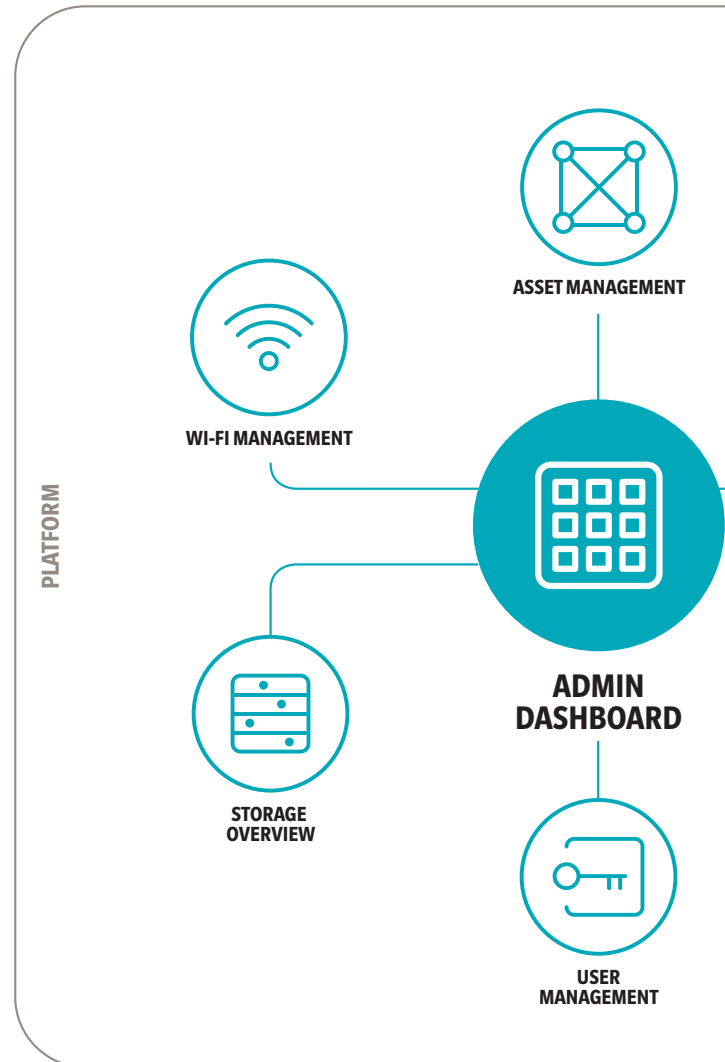 PLATFORM
ASSET MANAGEMENT
WI-FI MANAGEMENT
ADMIN
DASHBOARD
STORAGE
OVERVIEW
USER
MANAGEMENT